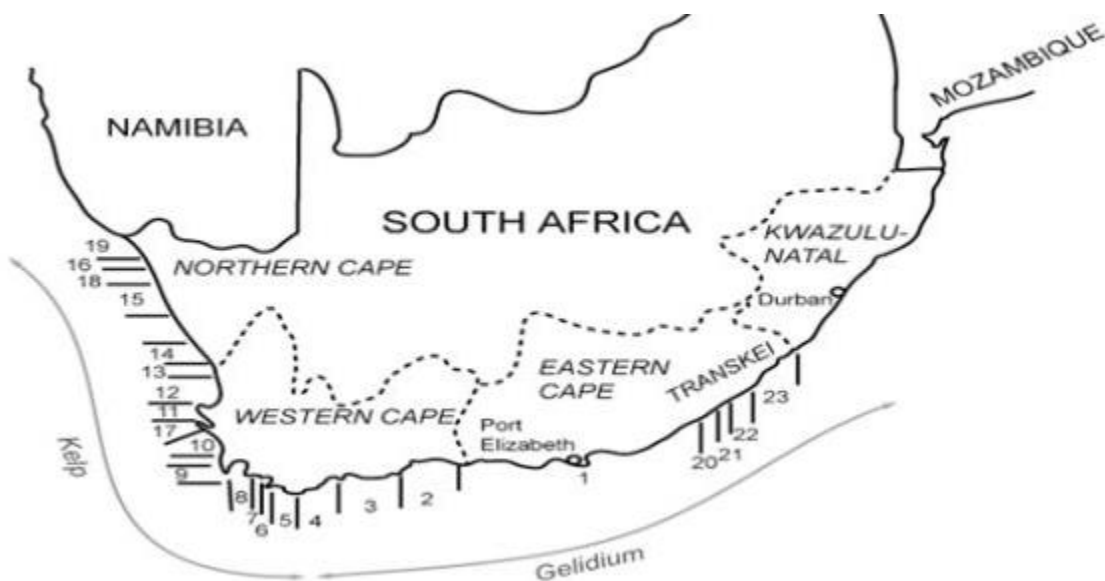 MOZAMBIQUE
NAMIBIA
SOUTH AFRICA
KWAZULU-
NATAL
NORTHERN CAPE
19
16
18
15
Durban
14
13
12
11
17
10
9
TRANSKEI
EASTERN
CAPE
WESTERN CAPE
Port
Elizabeth
23
22
21
20
1
2
3
4
5
6
7
8
Kelp
Gelidium